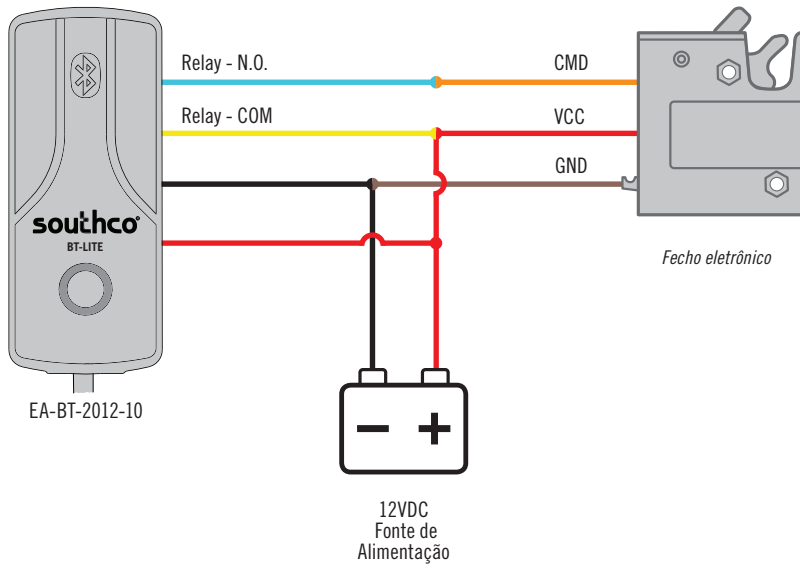 Relay - N.O.
CMD
Relay - COM
VCC
GND
southco®
BT-LITE
Fecho eletrônico
EA-BT-2012-10
12VDC
Fonte de
Alimentação